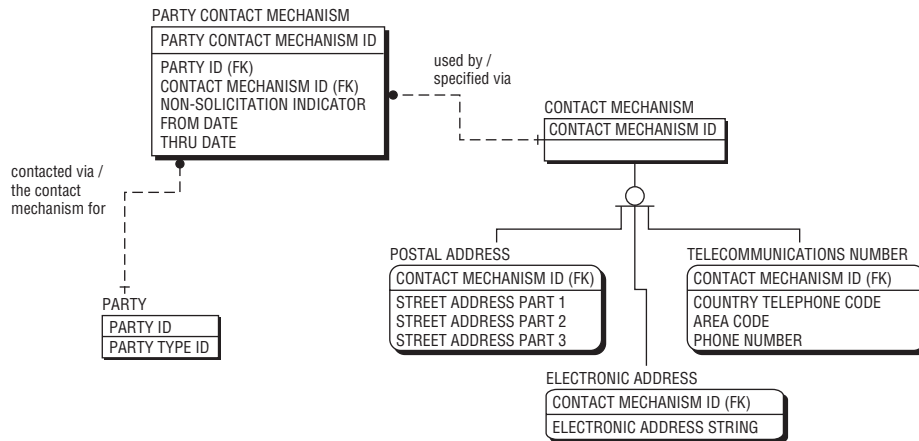 PARTY CONTACT MECHANISM
PARTY CONTACT MECHANISM ID
PARTY ID (FK)
CONTACT MECHANISM ID (FK)
NON-SOLICITATION INDICATOR
FROM DATE
THRU DATE
used by /
specified via
CONTACT MECHANISM
CONTACT MECHANISM ID
contacted via /
the contact
mechanism for
PARTY
PARTY ID
PARTY TYPE ID
POSTAL ADDRESS
CONTACT MECHANISM ID (FK)
STREET ADDRESS PART 1
STREET ADDRESS PART 2
STREET ADDRESS PART 3
TELECOMMUNICATIONS NUMBER
CONTACT MECHANISM ID (FK)
COUNTRY TELEPHONE CODE
AREA CODE
PHONE NUMBER
ELECTRONIC ADDRESS
CONTACT MECHANISM ID (FK)
ELECTRONIC ADDRESS STRING